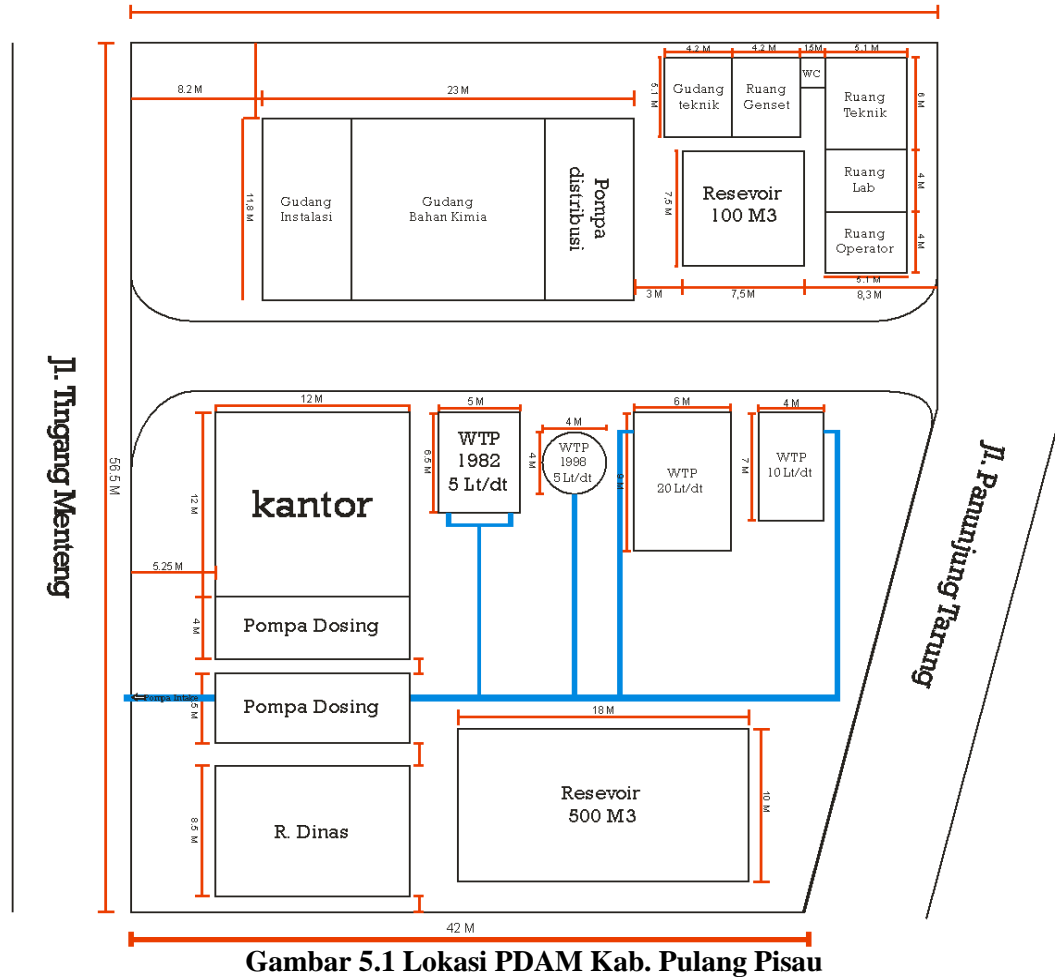 4.2 M
4.2 M
15M
5.1 M
8.2 M
23 M
5.1 M
Gudang
teknik
Ruang
Genset
WC
Ruang
Teknik
6 M
11,8 M
Gudang
Instalasi
Gudang
Bahan Kimia
Pompa
distribusi
7,5 M
Resevoir
100 M3
Ruang
Lab
4 M
Ruang
Operator
4 M
5.1 M
3 M
7,5 M
8,3 M
Jl. Tingang Menteng
56.5 M
12 M
5 M
4 M
6 M
4 M
12 M
kantor
6.5 M
WTP
1982
5 Lt/dt
4 M
WTP
1998
5 Lt/dt
WTP
20 Lt/dt
7 M
WTP
10 Lt/dt
Jl. Panunjung Tarung
5.25 M
4 M
Pompa Dosing
Pompa Intake
Pompa Dosing
18 M
8.5 M
R. Dinas
Resevoir
500 M3
10 M
42 M
Gambar 5.1 Lokasi PDAM Kab. Pulang Pisau